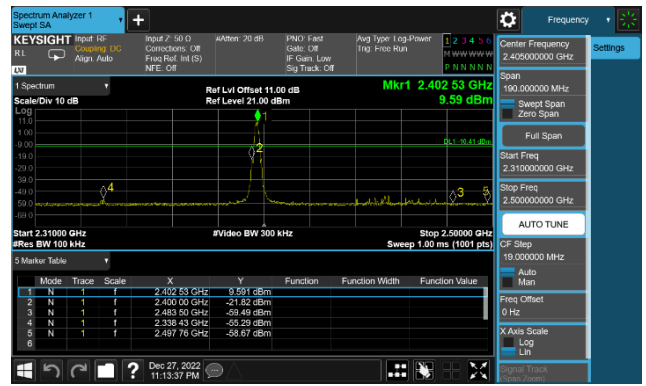 Spectrum Analyzer 1
Swept SA
+
Frequency
KEYSIGHT
Input: RF
Coupling: DC
Align: Auto
Input Z: 50 Ω
Corrections: Off
Freq Ref: Int (S)
NFE: Off
#Atten: 20 dB
PNO: Fast
Gate: Off
IF Gain: Low
Sig Track: Off
Avg Type: Log-Power
Trig: Free Run
1 2 3 4 5 6
M W W W W W
P N N N N N
R L
LXI
1 Spectrum
Scale/Div 10 dB
Ref Lvl Offset 11.00 dB
Ref Level 21.00 dBm
Mkr1 2.402 53 GHz
9.59 dBm
Log
11.0
1.00
-9.00
-19.0
-29.0
-39.0
-49.0
-59.0
-69.0
DL1 -10.41 dBm
1
2
3
4
5
Start 2.31000 GHz
#Video BW 300 kHz
Stop 2.50000 GHz
#Res BW 100 kHz
Sweep 1.00 ms (1001 pts)
5 Marker Table
Mode Trace Scale X Y Function Function Width Function Value
1 N 1 f 2.402 53 GHz 9.591 dBm
2 N 1 f 2.400 00 GHz -21.82 dBm
3 N 1 f 2.483 50 GHz -59.49 dBm
4 N 1 f 2.338 43 GHz -55.29 dBm
5 N 1 f 2.497 76 GHz -58.67 dBm
6
Dec 27, 2022
11:13:37 PM
?
Settings
Center Frequency
2.405000000 GHz
Span
190.000000 MHz
Swept Span
Zero Span
Full Span
Start Freq
2.310000000 GHz
Stop Freq
2.500000000 GHz
AUTO TUNE
CF Step
19.000000 MHz
Auto
Man
Freq Offset
0 Hz
X Axis Scale
Log
Lin
Signal Track
(Span Zoom)